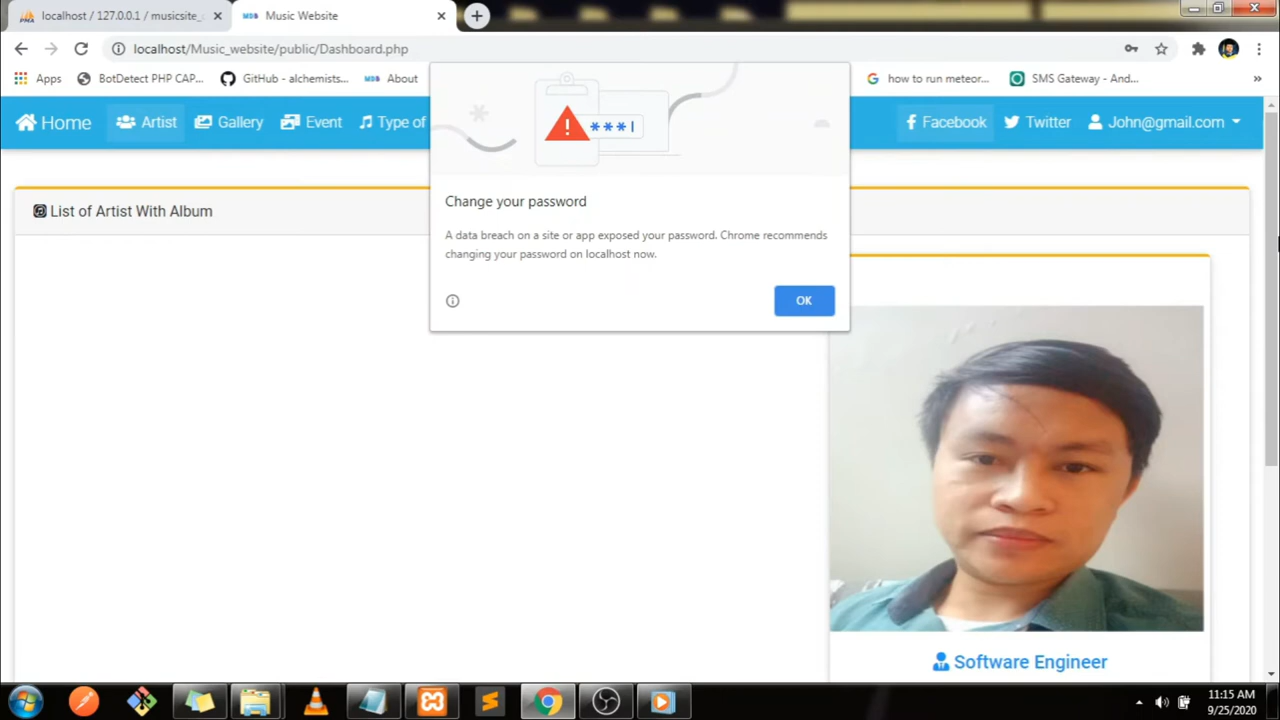 localhost / 127.0.0.1 / musicsite_
Music Website
localhost/Music_website/public/Dashboard.php
Apps
BotDetect PHP CAP...
GitHub - alchemists...
MDB About
how to run meteor...
SMS Gateway - And...
»
Home
Artist
Gallery
Event
Type of
Facebook
Twitter
John@gmail.com
***|
Change your password
A data breach on a site or app exposed your password. Chrome recommends
changing your password on localhost now.
OK
List of Artist With Album
Software Engineer
11:15 AM
9/25/2020